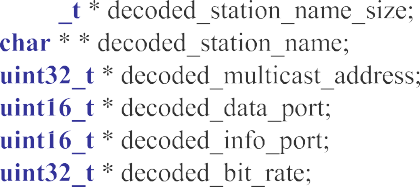 _t * decoded_station_name_size;
char * * decoded_station_name;
uint32_t * decoded_multicast_address;
uint16_t * decoded_data_port;
uint16_t * decoded_info_port;
uint32_t * decoded_bit_rate;